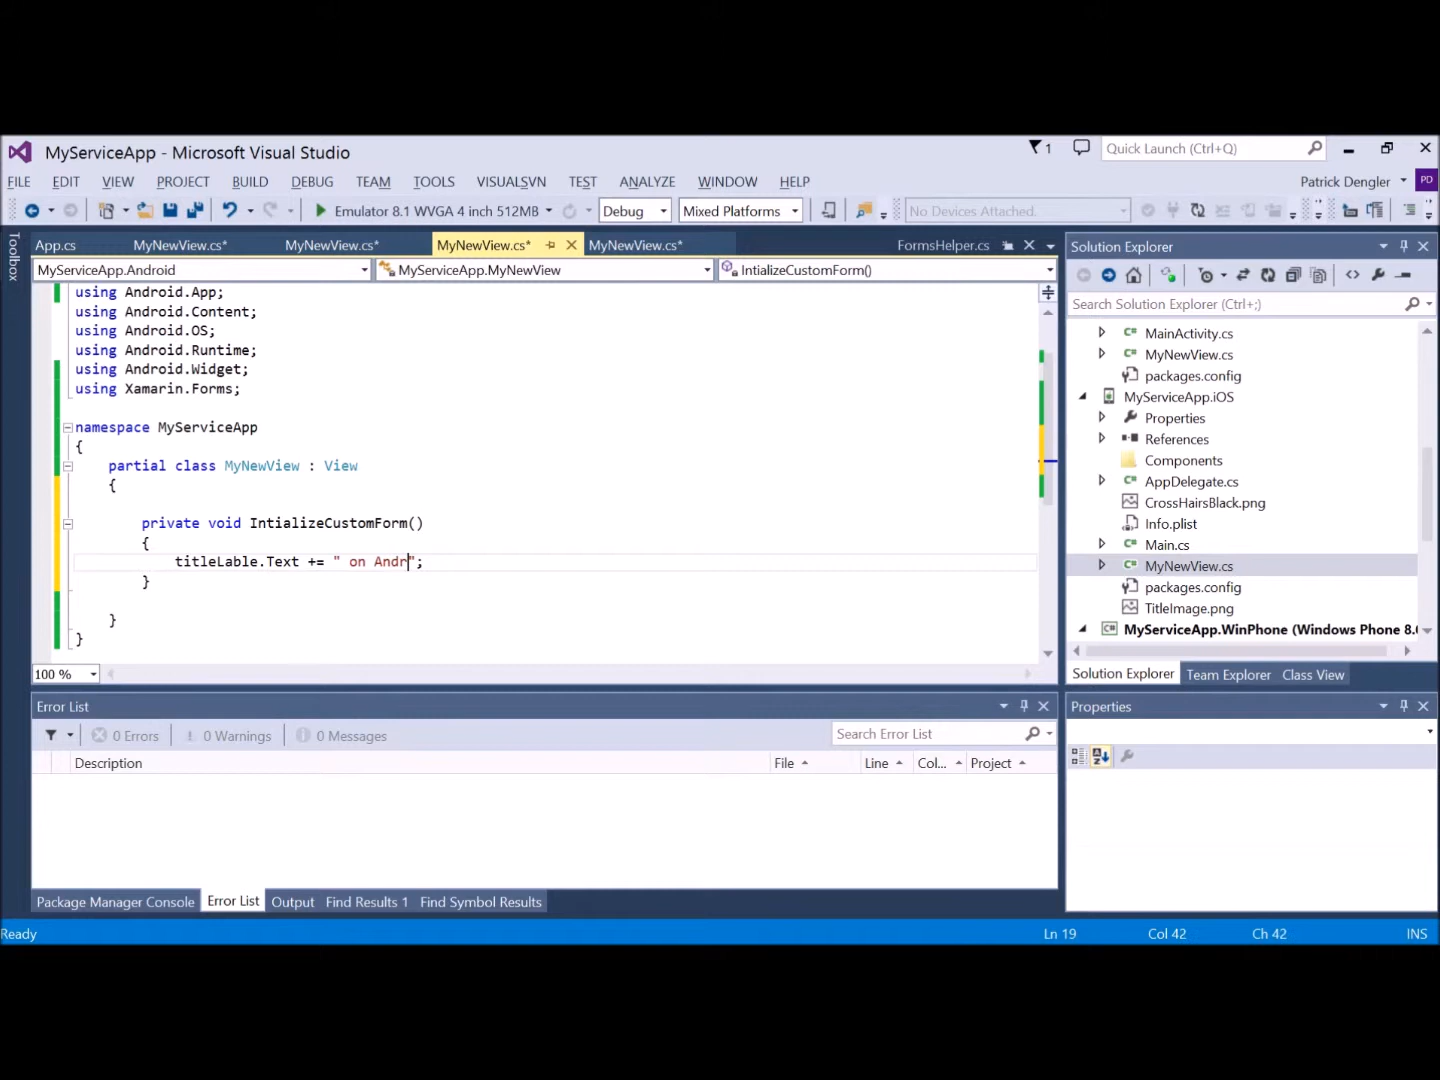 MyServiceApp - Microsoft Visual Studio
1
Quick Launch (Ctrl+Q)
FILE EDIT VIEW PROJECT BUILD DEBUG TEAM TOOLS VISUALSVN TEST ANALYZE WINDOW HELP
Patrick Dengler PD
Emulator 8.1 WVGA 4 inch 512MB Debug Mixed Platforms No Devices Attached.
Toolbox
App.cs MyNewView.cs* MyNewView.cs* MyNewView.cs* MyNewView.cs* FormsHelper.cs
MyServiceApp.Android MyServiceApp.MyNewView IntializeCustomForm()
using Android.App;
using Android.Content;
using Android.OS;
using Android.Runtime;
using Android.Widget;
using Xamarin.Forms;
namespace MyServiceApp
{
partial class MyNewView : View
{
private void IntializeCustomForm()
{
titleLable.Text += " on Andr";
}
}
}
100 %
Solution Explorer
Search Solution Explorer (Ctrl+;)
MainActivity.cs
MyNewView.cs
packages.config
MyServiceApp.iOS
Properties
References
Components
AppDelegate.cs
CrossHairsBlack.png
Info.plist
Main.cs
MyNewView.cs
packages.config
TitleImage.png
MyServiceApp.WinPhone (Windows Phone 8.0
Solution Explorer Team Explorer Class View
Error List
0 Errors 0 Warnings 0 Messages
Search Error List
Description File Line Col... Project
Properties
Package Manager Console Error List Output Find Results 1 Find Symbol Results
Ready Ln 19 Col 42 Ch 42 INS